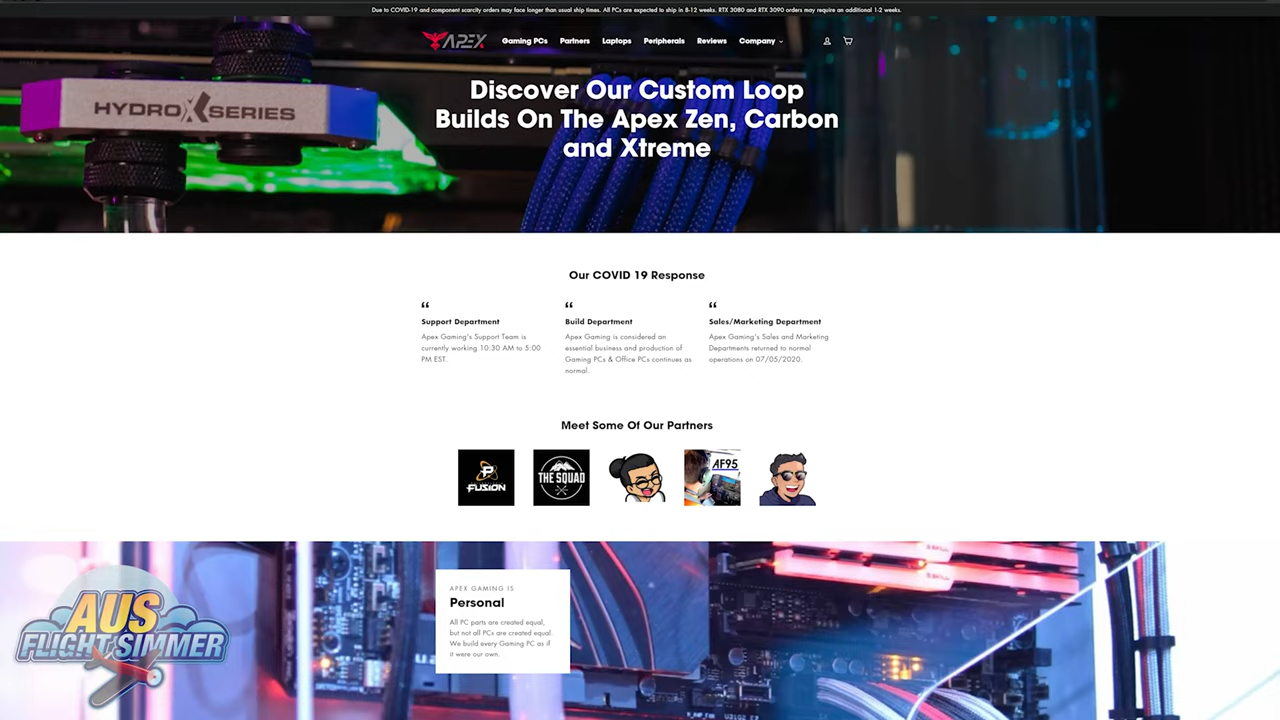 Due to COVID-19 and component scarcity orders may face longer than usual ship times. All PCs are expected to ship in 8-12 weeks. RTX 3080 and RTX 3090 orders may require an additional 1-2 weeks.
APEX
Gaming PCs Partners Laptops Peripherals Reviews Company
Discover Our Custom Loop
Builds On The Apex Zen, Carbon
and Xtreme
HYDRO X SERIES
Our COVID 19 Response
“ “ “
Support Department
Apex Gaming's Support Team is
currently working 10:30 AM to 5:00
PM EST.
Build Department
Apex Gaming is considered an
essential business and production of
Gaming PCs & Office PCs continues as
normal.
Sales/Marketing Department
Apex Gaming's Sales and Marketing
Departments returned to normal
operations on 07/05/2020.
Meet Some Of Our Partners
FUSION
THE SQUAD
AF95
APEX GAMING IS
Personal
All PC parts are created equal,
but not all PCs are created equal.
We build every Gaming PC as if
it were our own.
AUS
FLIGHT SIMMER